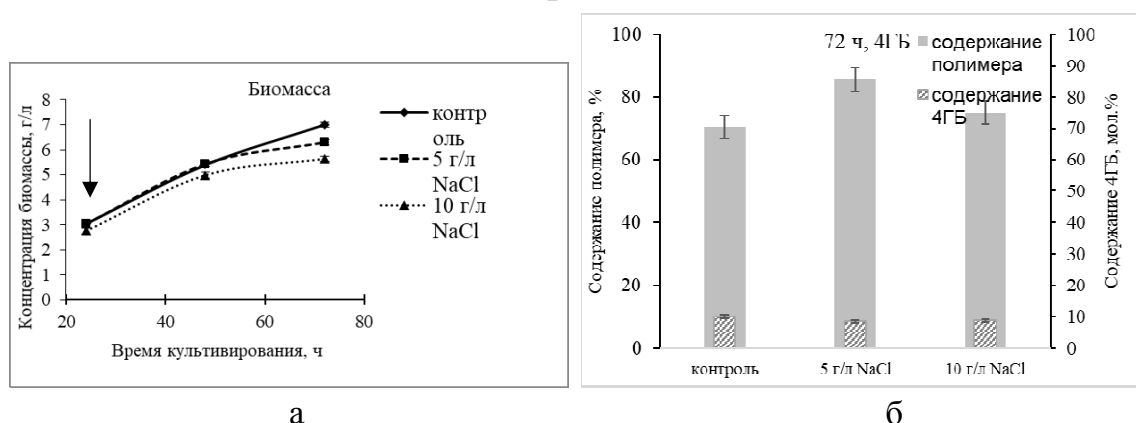 Биомасса
Концентрация биомассы, г/л
8
7
6
5
4
3
2
1
0
20
40
60
80
Время культивирования, ч
контр
оль
5 г/л
NaCl
10 г/л
NaCl
а
72 ч, 4ГБ
содержание
полимера
содержание
4ГБ
Содержание полимера, %
100
80
60
40
20
0
контроль
5 г/л NaCl
10 г/л NaCl
100
90
80
70
60
50
40
30
20
10
0
Содержание 4ГБ, мол.%
б